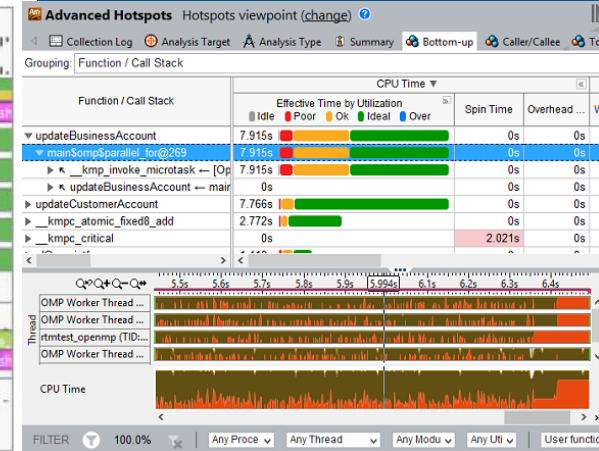 Advanced Hotspots Hotspots viewpoint (change)
Collection Log Analysis Target Analysis Type Summary Bottom-up Caller/Callee
Grouping: Function / Call Stack
Function / Call Stack
CPU Time
Effective Time by Utilization
Idle Poor Ok Ideal Over
Spin Time
Overhead ...
updateBusinessAccount 7.915s 0s 0s
main$omp$parallel_for@269 7.915s 0s 0s
__kmp_invoke_microtask ← [Op 7.915s 0s 0s
updateBusinessAccount ← main 0s 0s 0s
updateCustomerAccount 7.766s 0s 0s
__kmpc_atomic_fixed8_add 2.772s 0s 0s
__kmpc_critical 0s 2.021s 0s
5.5s 5.6s 5.7s 5.8s 5.9s 5.994s 6.1s 6.2s 6.3s 6.4s
Thread
OMP Worker Thread ...
OMP Worker Thread ...
rtmtest_openmp (TID:...
OMP Worker Thread ...
CPU Time
FILTER 100.0% Any Proce Any Thread Any Modu Any Uti User functio